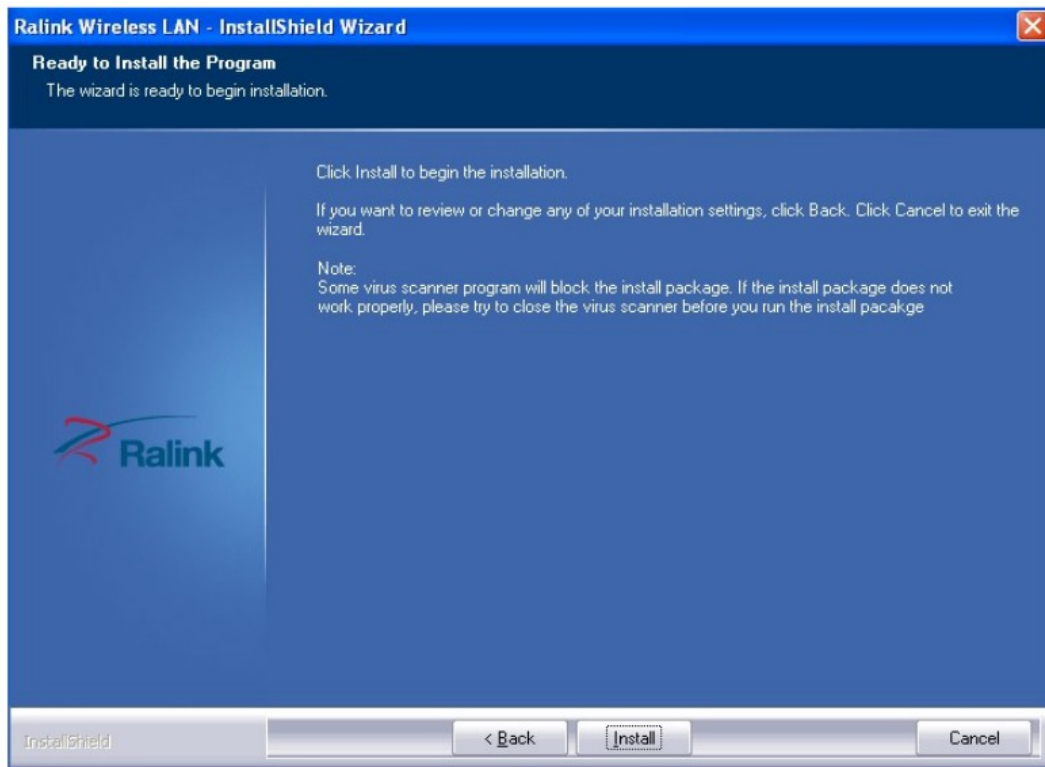 Ralink Wireless LAN - InstallShield Wizard
Ready to Install the Program
The wizard is ready to begin installation.
Click Install to begin the installation.
If you want to review or change any of your installation settings, click Back. Click Cancel to exit the
wizard.
Note:
Some virus scanner program will block the install package. If the install package does not
work properly, please try to close the virus scanner before you run the install pacakge
Ralink
InstallShield
< Back
Install
Cancel